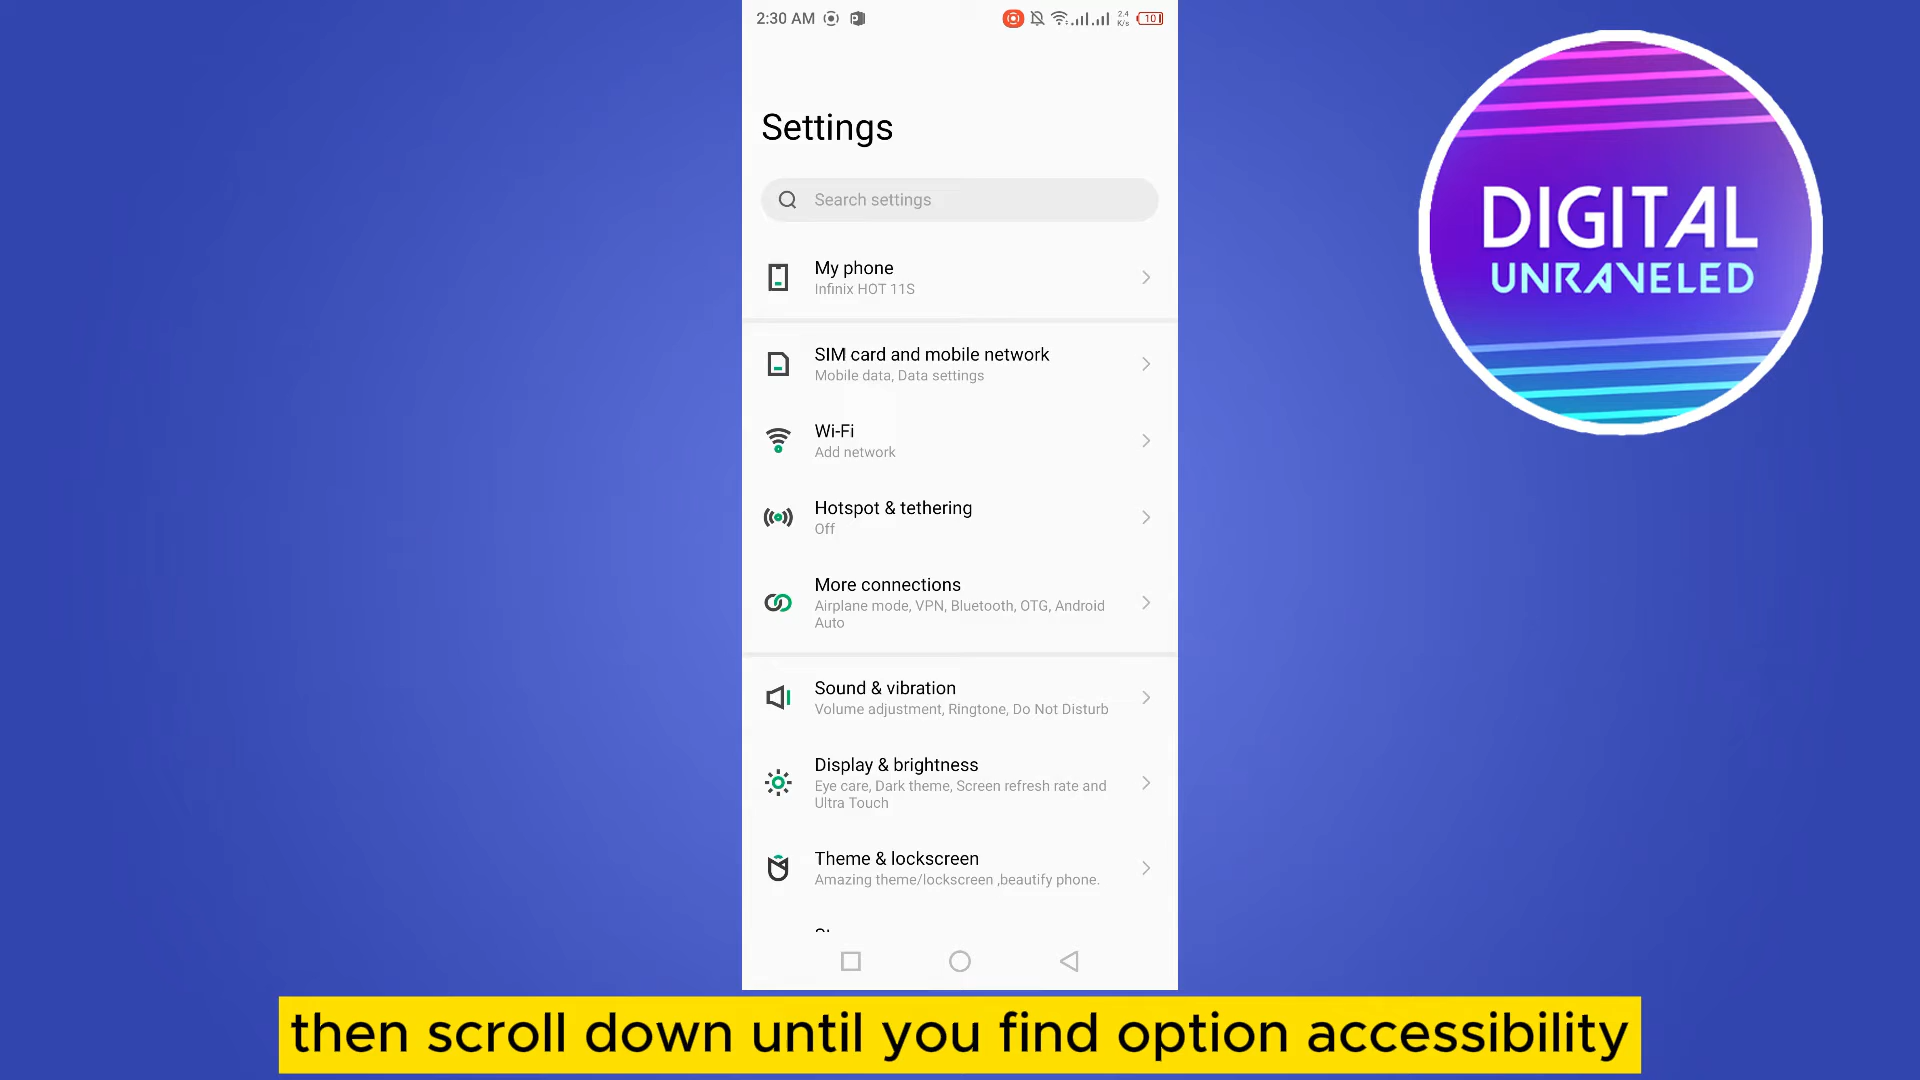 2:30 AM
2.4
K/s
10
Settings
Search settings
My phone
Infinix HOT 11S
SIM card and mobile network
Mobile data, Data settings
Wi-Fi
Add network
Hotspot & tethering
Off
More connections
Airplane mode, VPN, Bluetooth, OTG, Android
Auto
Sound & vibration
Volume adjustment, Ringtone, Do Not Disturb
Display & brightness
Eye care, Dark theme, Screen refresh rate and
Ultra Touch
Theme & lockscreen
Amazing theme/lockscreen ,beautify phone.
DIGITAL
UNRAVELED
then scroll down until you find option accessibility